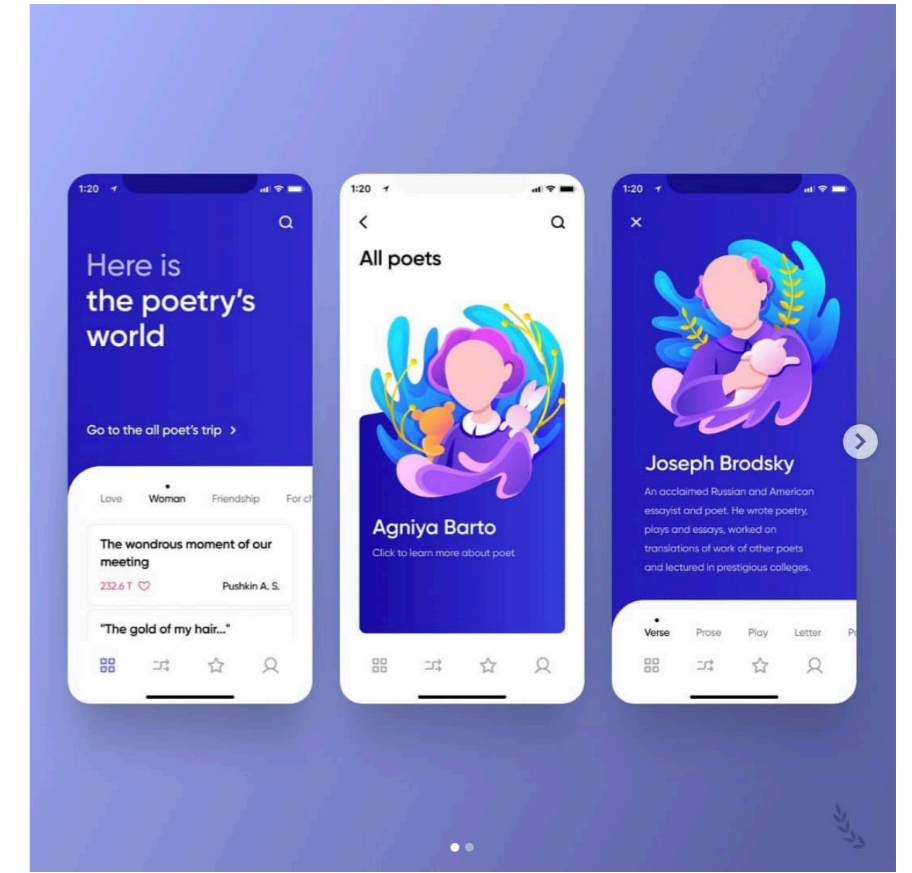 1:20
Here is
the poetry's
world
Go to the all poet's trip >
Love Woman Friendship For ch
The wondrous moment of our
meeting
232.6 T Pushkin A. S.
"The gold of my hair..."
1:20
All poets
Agniya Barto
Click to learn more about poet
1:20
Joseph Brodsky
An acclaimed Russian and American
essayist and poet. He wrote poetry,
plays and essays, worked on
translations of work of other poets
and lectured in prestigious colleges.
Verse Prose Play Letter